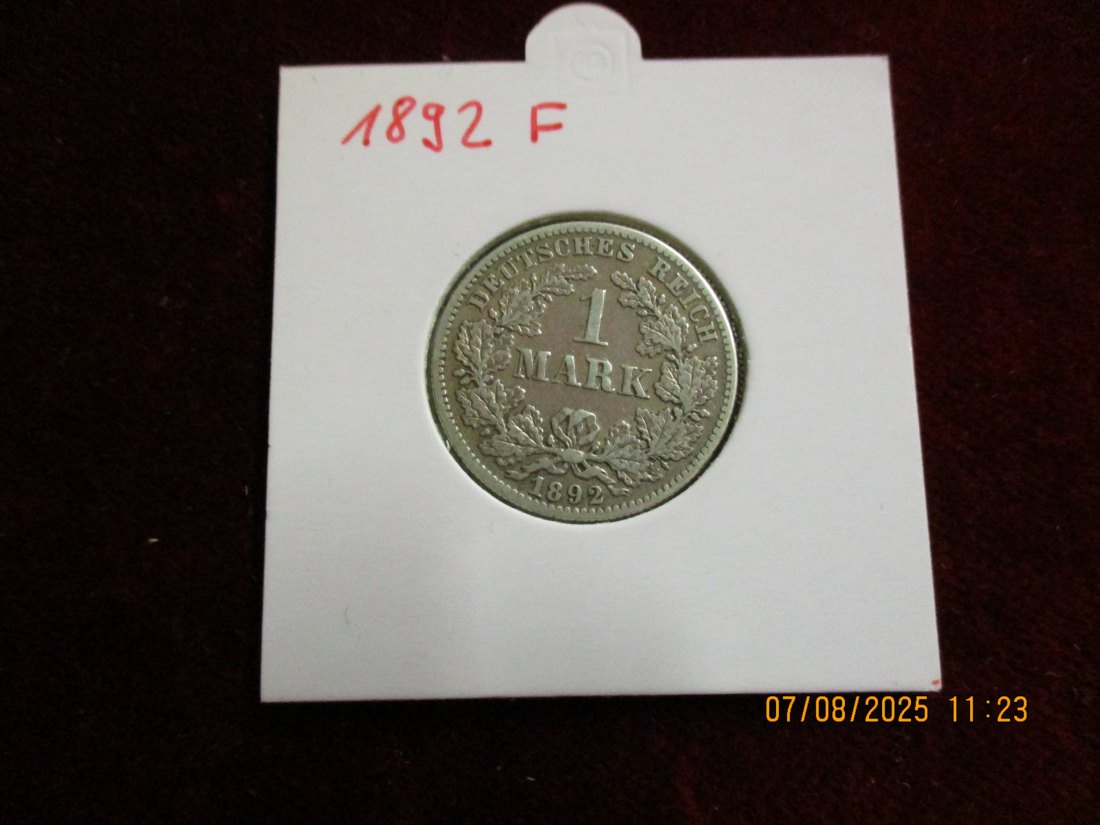 1892 F
DEUTSCHES REICH
1
MARK
1892
07/08/2025 11:23